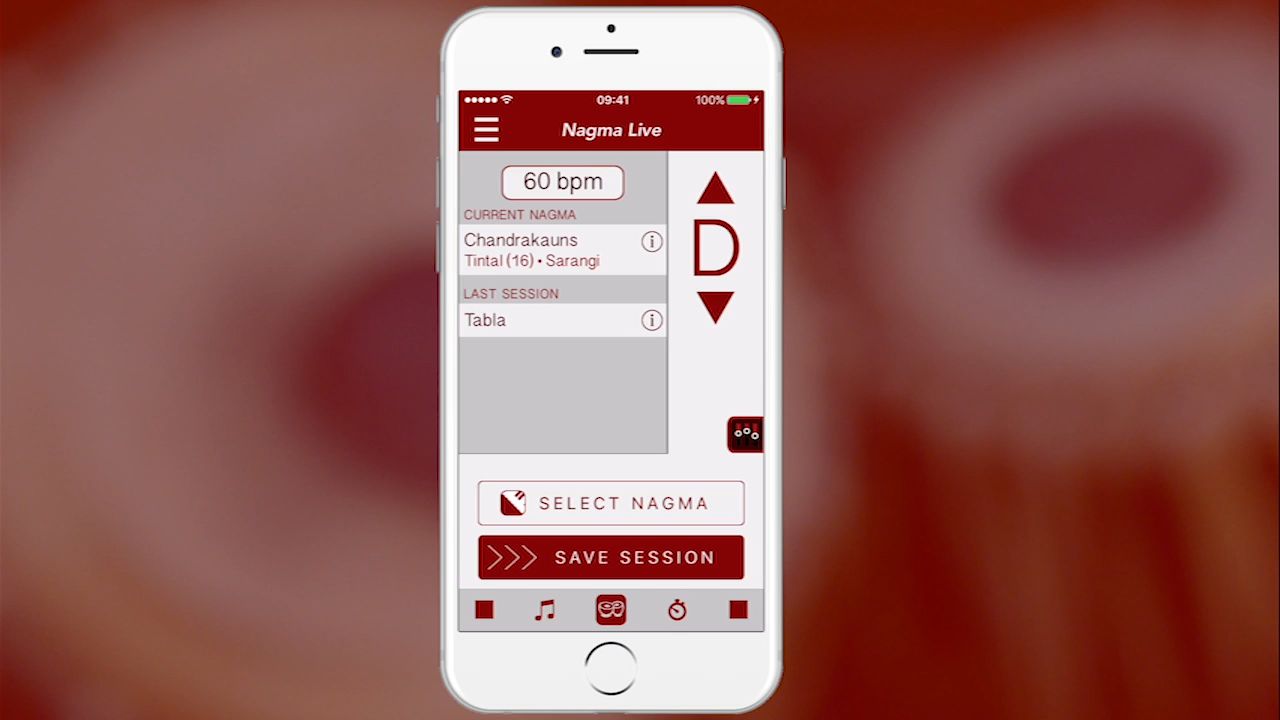 09:41
100%
Nagma Live
60 bpm
CURRENT NAGMA
Chandrakauns
Tintal (16) • Sarangi
LAST SESSION
Tabla
D
SELECT NAGMA
SAVE SESSION